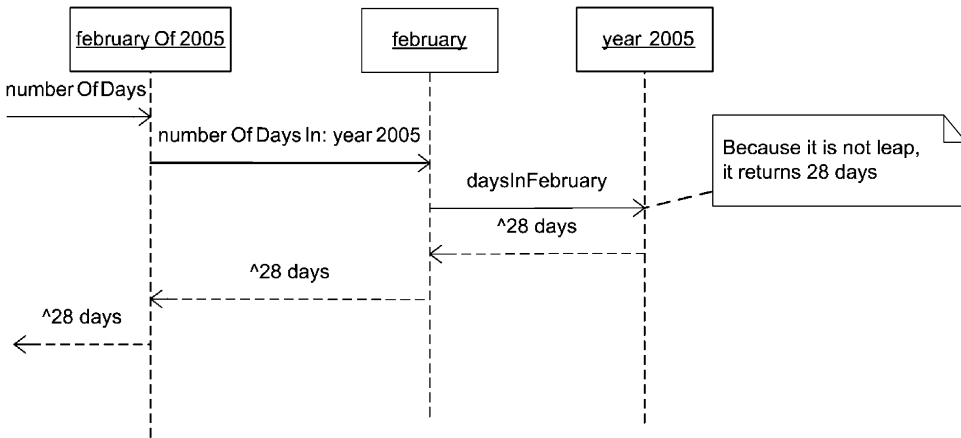 february Of 2005
february
year 2005
number Of Days
number Of Days In: year 2005
Because it is not leap,
it returns 28 days
daysInFebruary
^28 days
^28 days
^28 days